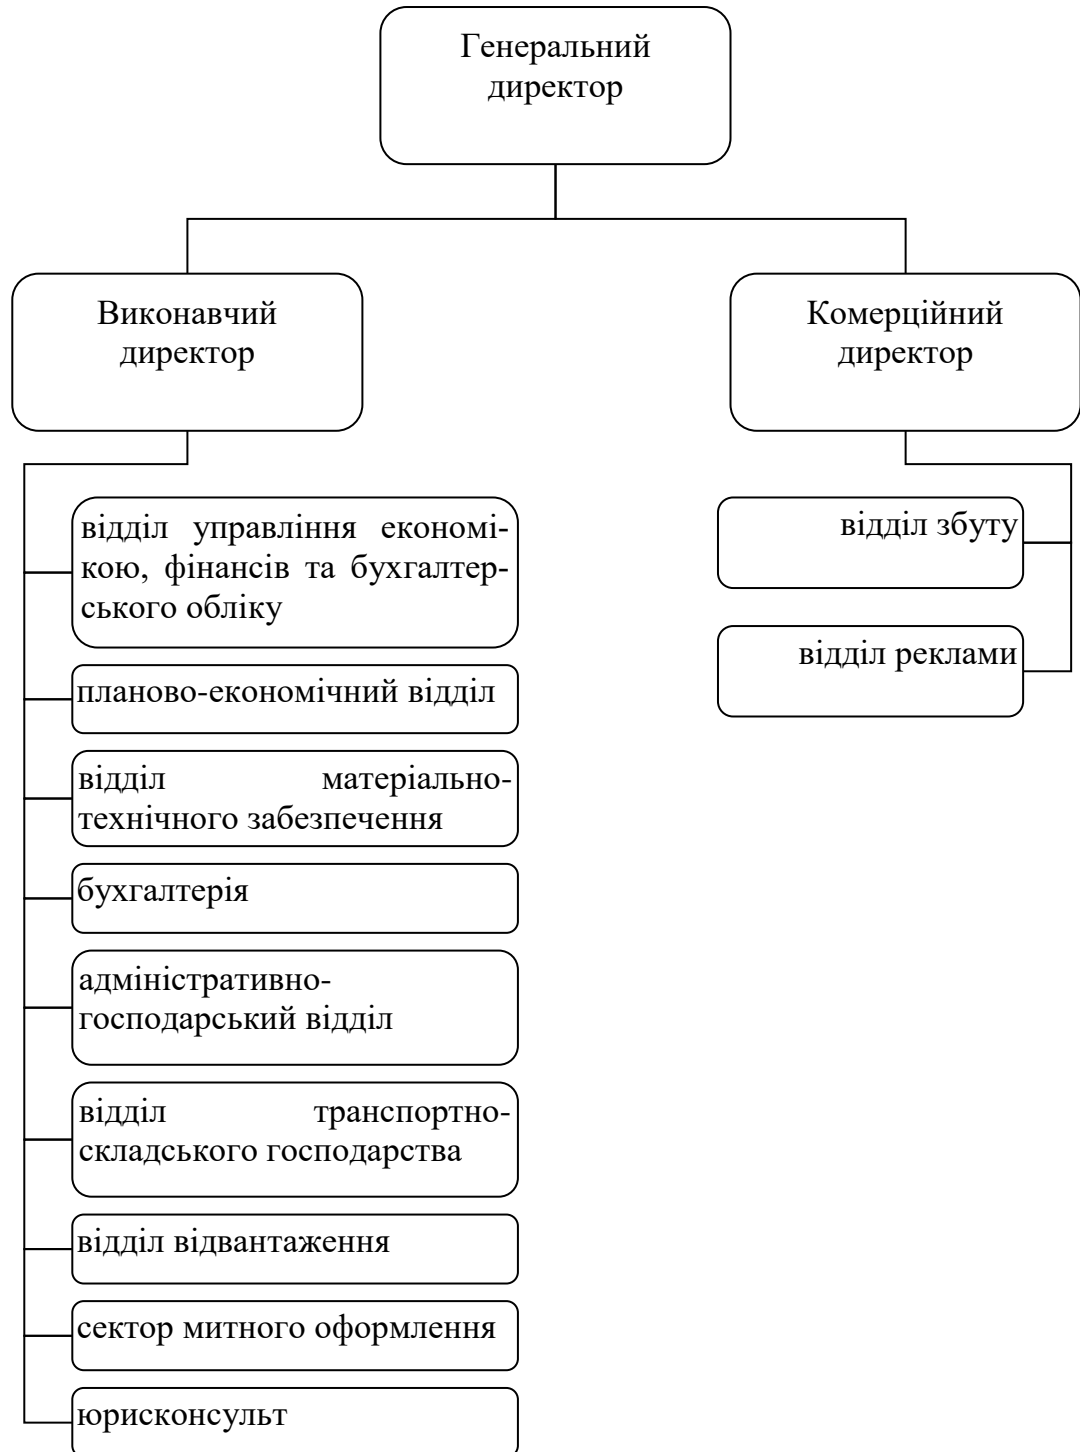 Генеральний
директор
Виконавчий
директор
Комерційний
директор
відділ управління економі-
кою, фінансів та бухгалтер-
ського обліку
планово-економічний відділ
відділ матеріально-
технічного забезпечення
бухгалтерія
адміністративно-
господарський відділ
відділ транспортно-
складського господарства
відділ відвантаження
сектор митного оформлення
юрисконсульт
відділ збуту
відділ реклами